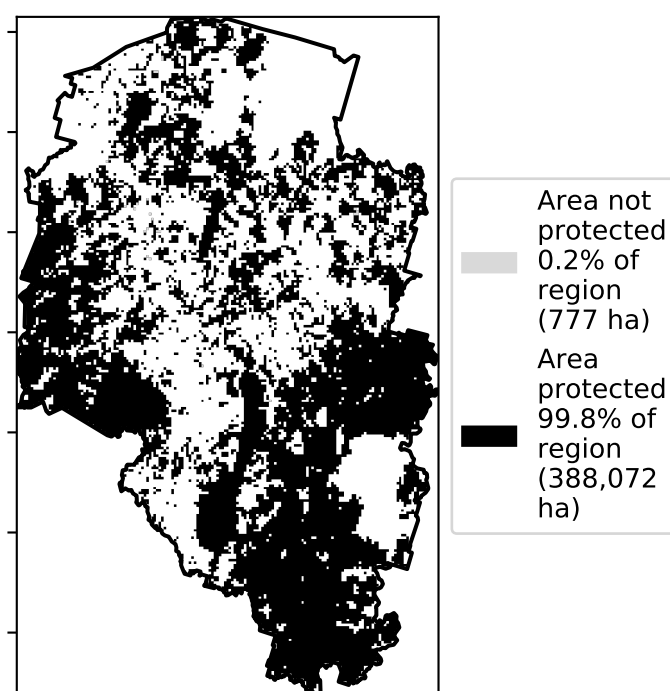 Area not
protected
0.2% of
region
(777 ha)
Area
protected
99.8% of
region
(388,072
ha)